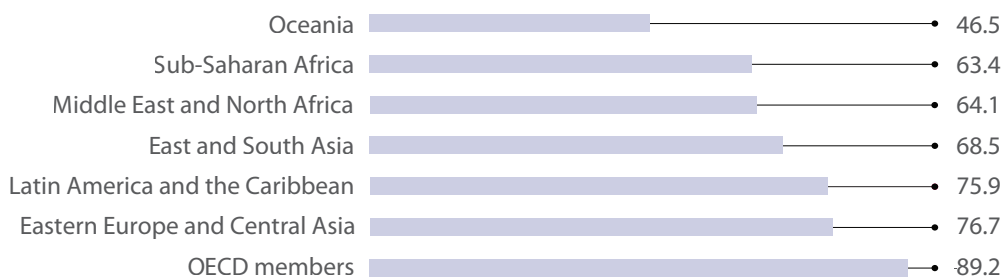 Oceania 46.5
Sub-Saharan Africa 63.4
Middle East and North Africa 64.1
East and South Asia 68.5
Latin America and the Caribbean 75.9
Eastern Europe and Central Asia 76.7
OECD members 89.2